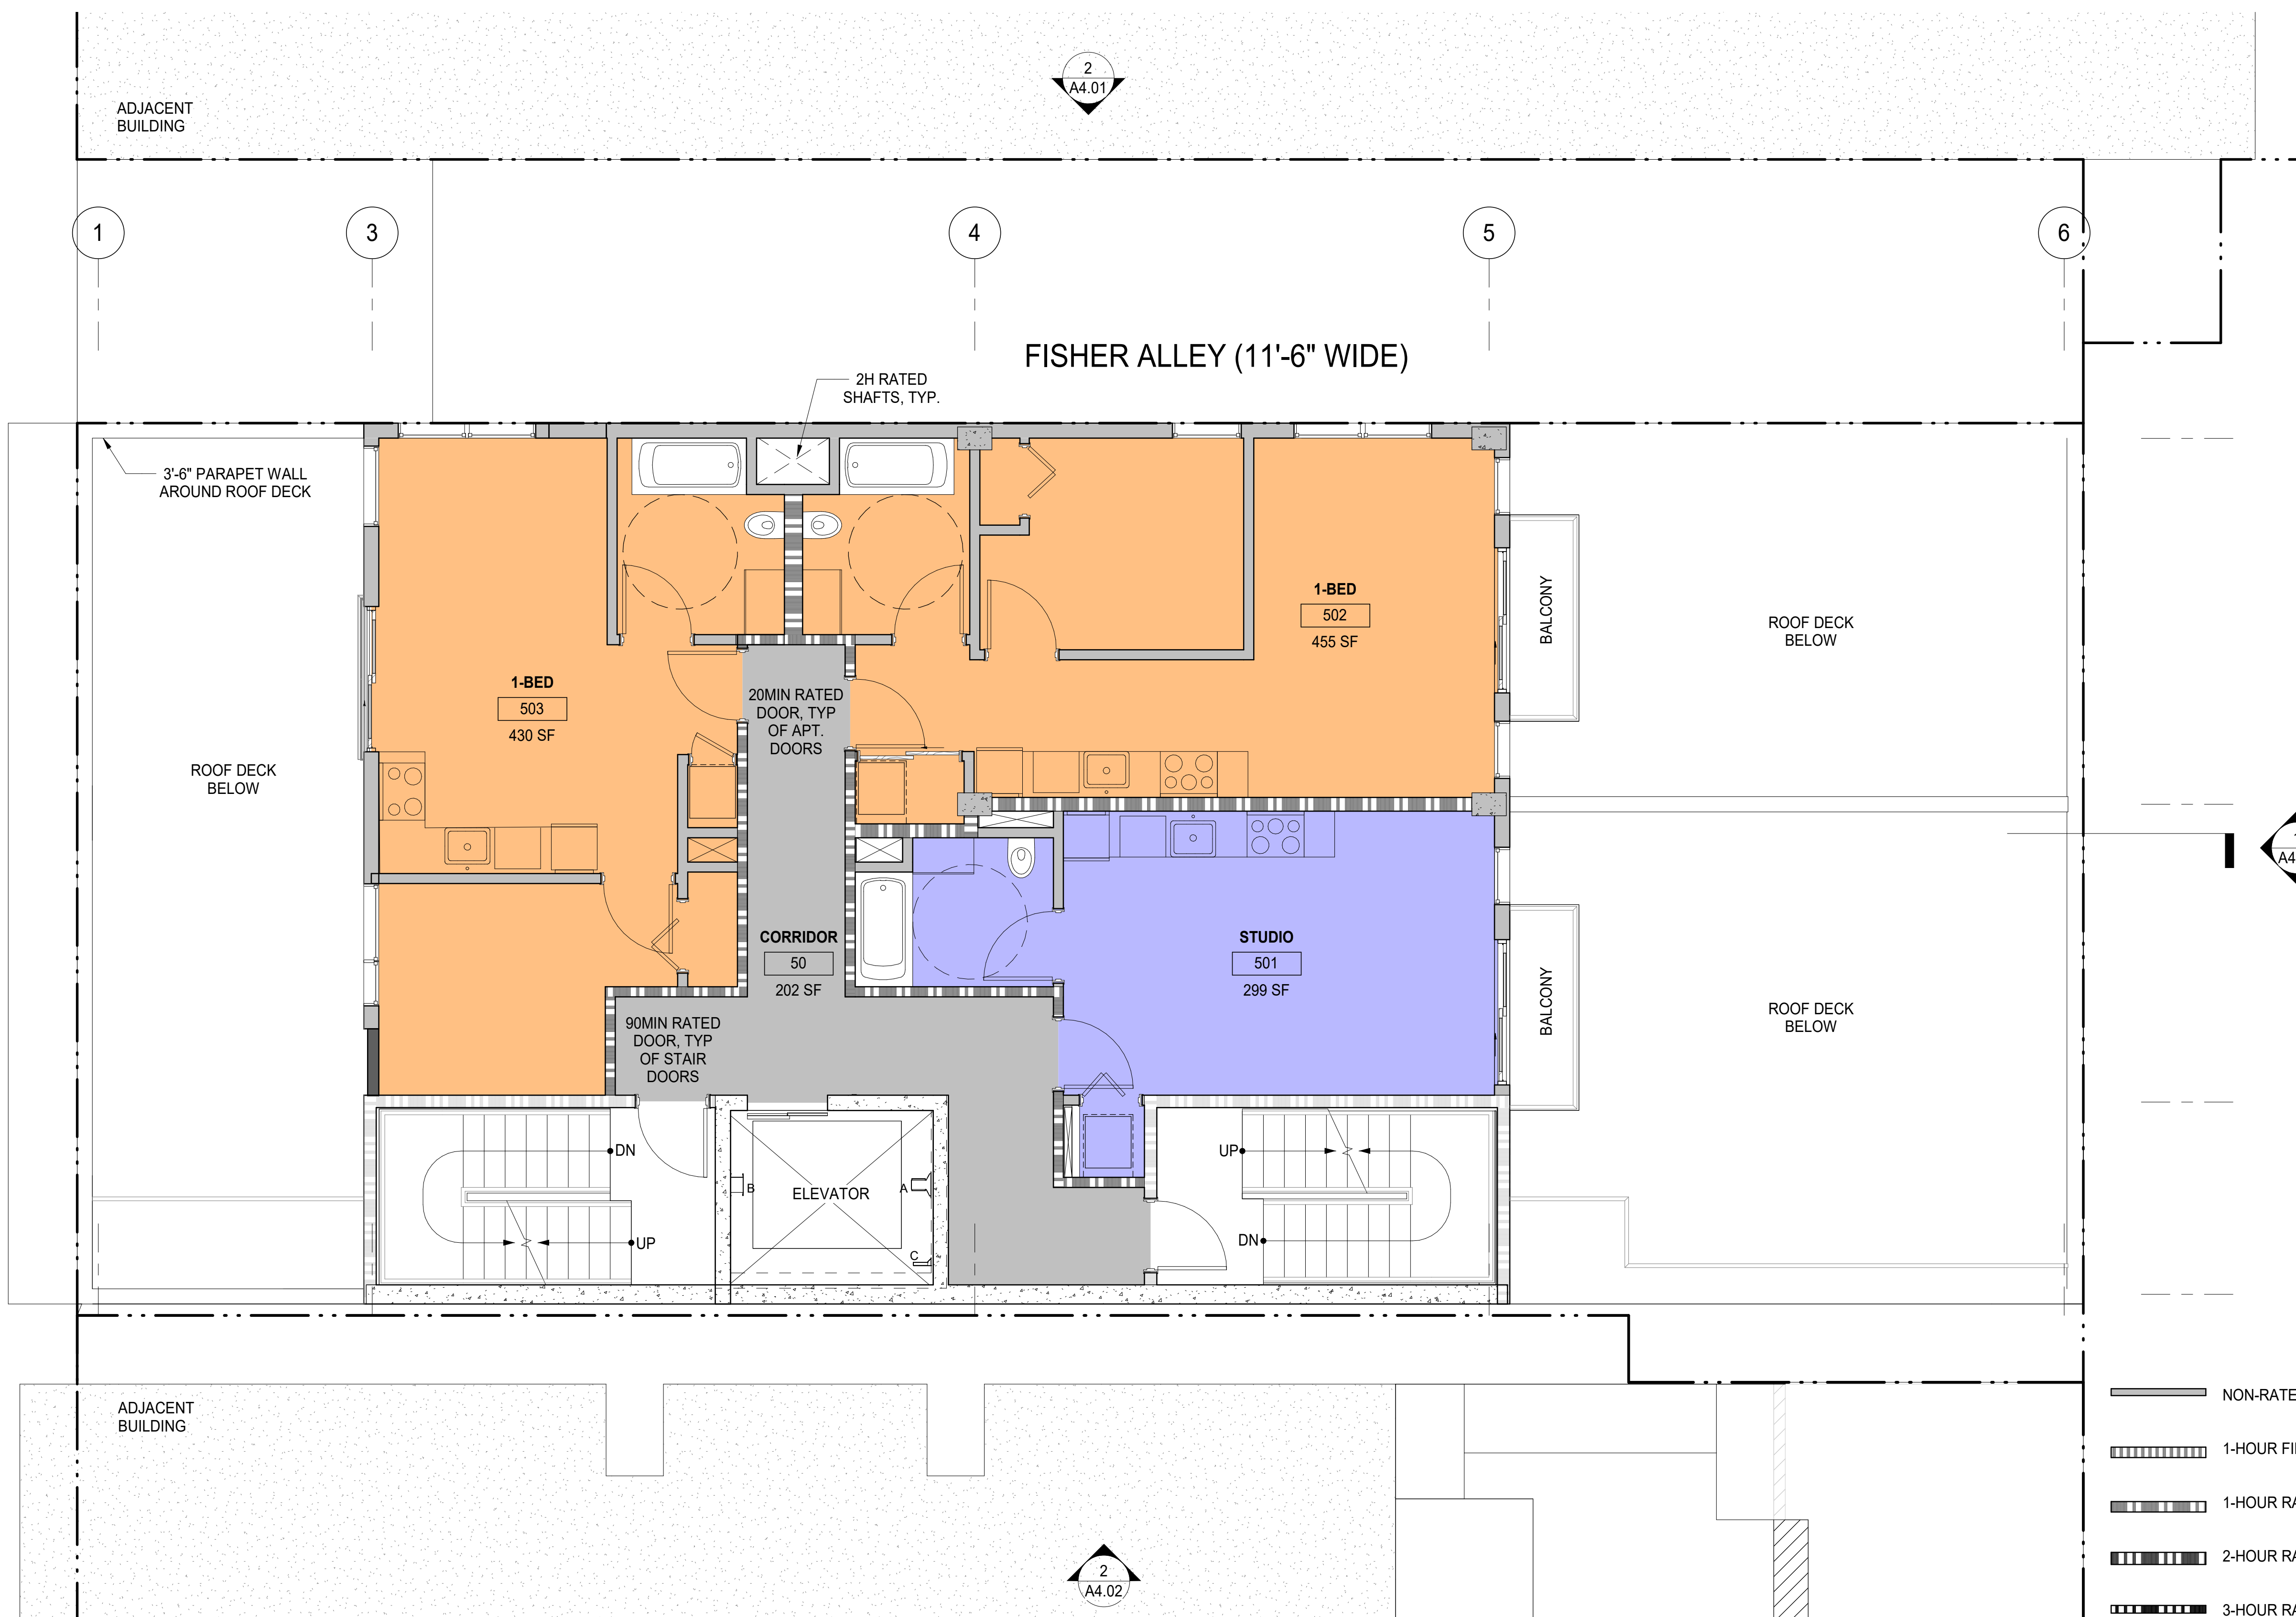 2
A4.01
ADJACENT
BUILDING
1
3
4
5
6
FISHER ALLEY (11'-6" WIDE)
2H RATED
SHAFTS, TYP.
3'-6" PARAPET WALL
AROUND ROOF DECK
1-BED
502
455 SF
BALCONY
ROOF DECK
BELOW
1-BED
503
430 SF
20MIN RATED
DOOR, TYP
OF APT.
DOORS
ROOF DECK
BELOW
CORRIDOR
50
202 SF
STUDIO
501
299 SF
BALCONY
ROOF DECK
BELOW
90MIN RATED
DOOR, TYP
OF STAIR
DOORS
DN
UP
B
ELEVATOR
A
C
UP
DN
ADJACENT
BUILDING
NON-RATE
1-HOUR FI
1-HOUR RA
2-HOUR RA
3-HOUR RA
2
A4.02